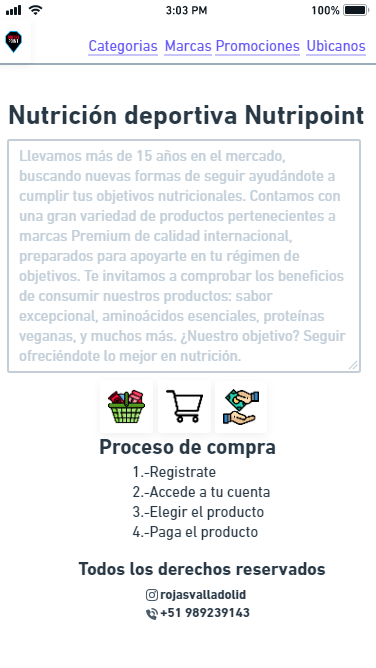 3:03 PM 100%
Categorias Marcas Promociones Ubìcanos
Nutrición deportiva Nutripoint
Llevamos más de 15 años en el mercado,
buscando nuevas formas de seguir ayudándote a
cumplir tus objetivos nutricionales. Contamos con
una gran variedad de productos pertenecientes a
marcas Premium de calidad internacional,
preparados para apoyarte en tu régimen de
objetivos. Te invitamos a comprobar los beneficios
de consumir nuestros productos: sabor
excepcional, aminoácidos esenciales, proteínas
veganas, y muchos más. ¿Nuestro objetivo? Seguir
ofreciéndote lo mejor en nutrición.
Proceso de compra
1.-Registrate
2.-Accede a tu cuenta
3.-Elegir el producto
4.-Paga el producto
Todos los derechos reservados
rojasvalladolid
+51 989239143